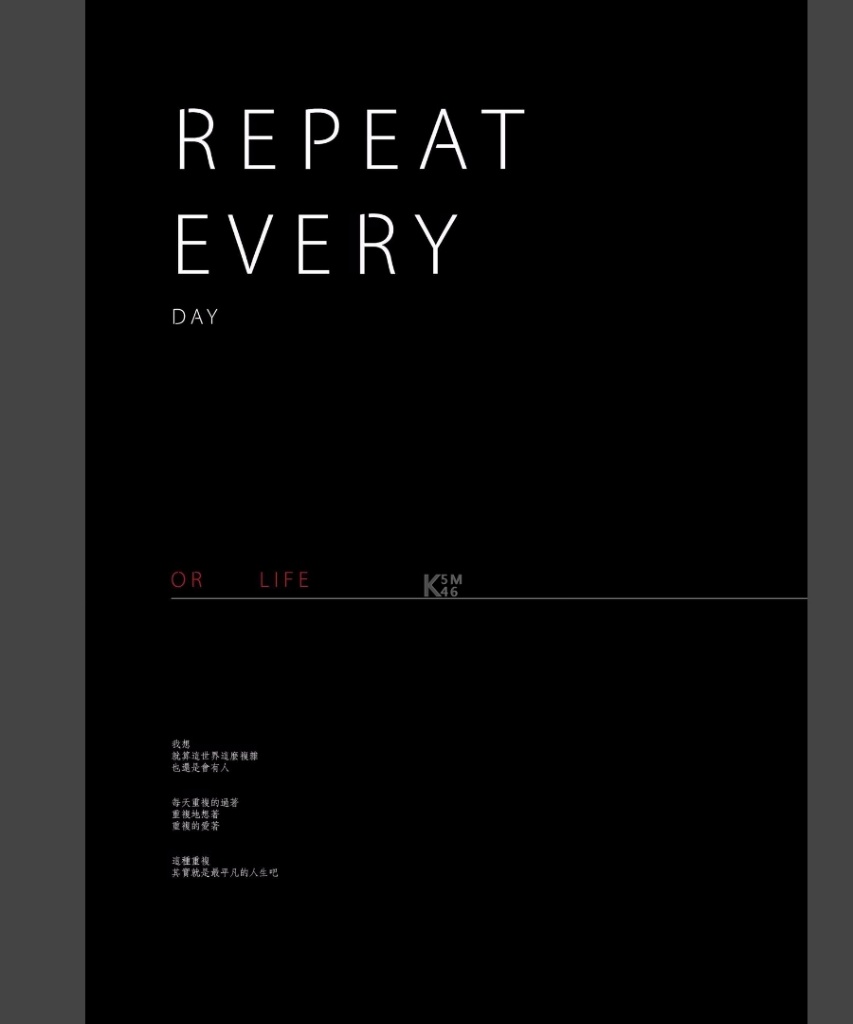 REPEAT
EVERY
DAY
OR LIFE
K5M
46
我想
就算這世界這麼複雜
也還是會有人
每天重複的過著
重複地想著
重複的愛著
這種重複
其實就是最平凡的人生吧